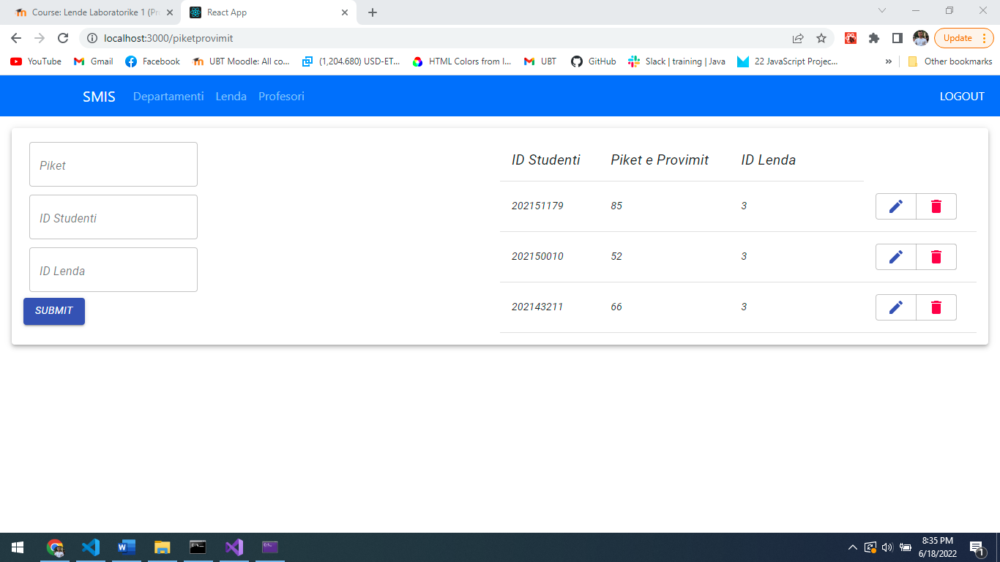 Course: Lende Laboratorike 1 (Pr
React App
localhost:3000/piketprovimit
Update
YouTube
Gmail
Facebook
UBT Moodle: All co...
(1,204.680) USD-ET...
HTML Colors from I...
UBT
GitHub
Slack | training | Java
22 JavaScript Projec...
»
Other bookmarks
SMIS
Departamenti
Lenda
Profesori
LOGOUT
Piket
ID Studenti
ID Lenda
SUBMIT
ID Studenti Piket e Provimit ID Lenda
202151179 85 3
202150010 52 3
202143211 66 3
8:35 PM
6/18/2022
1